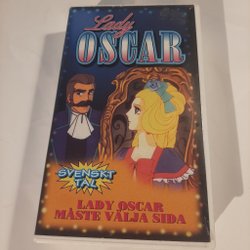 Lady
OSCAR
SVENSKT
TAL
LADY OSCAR
MÅSTE VÄLJA SIDA